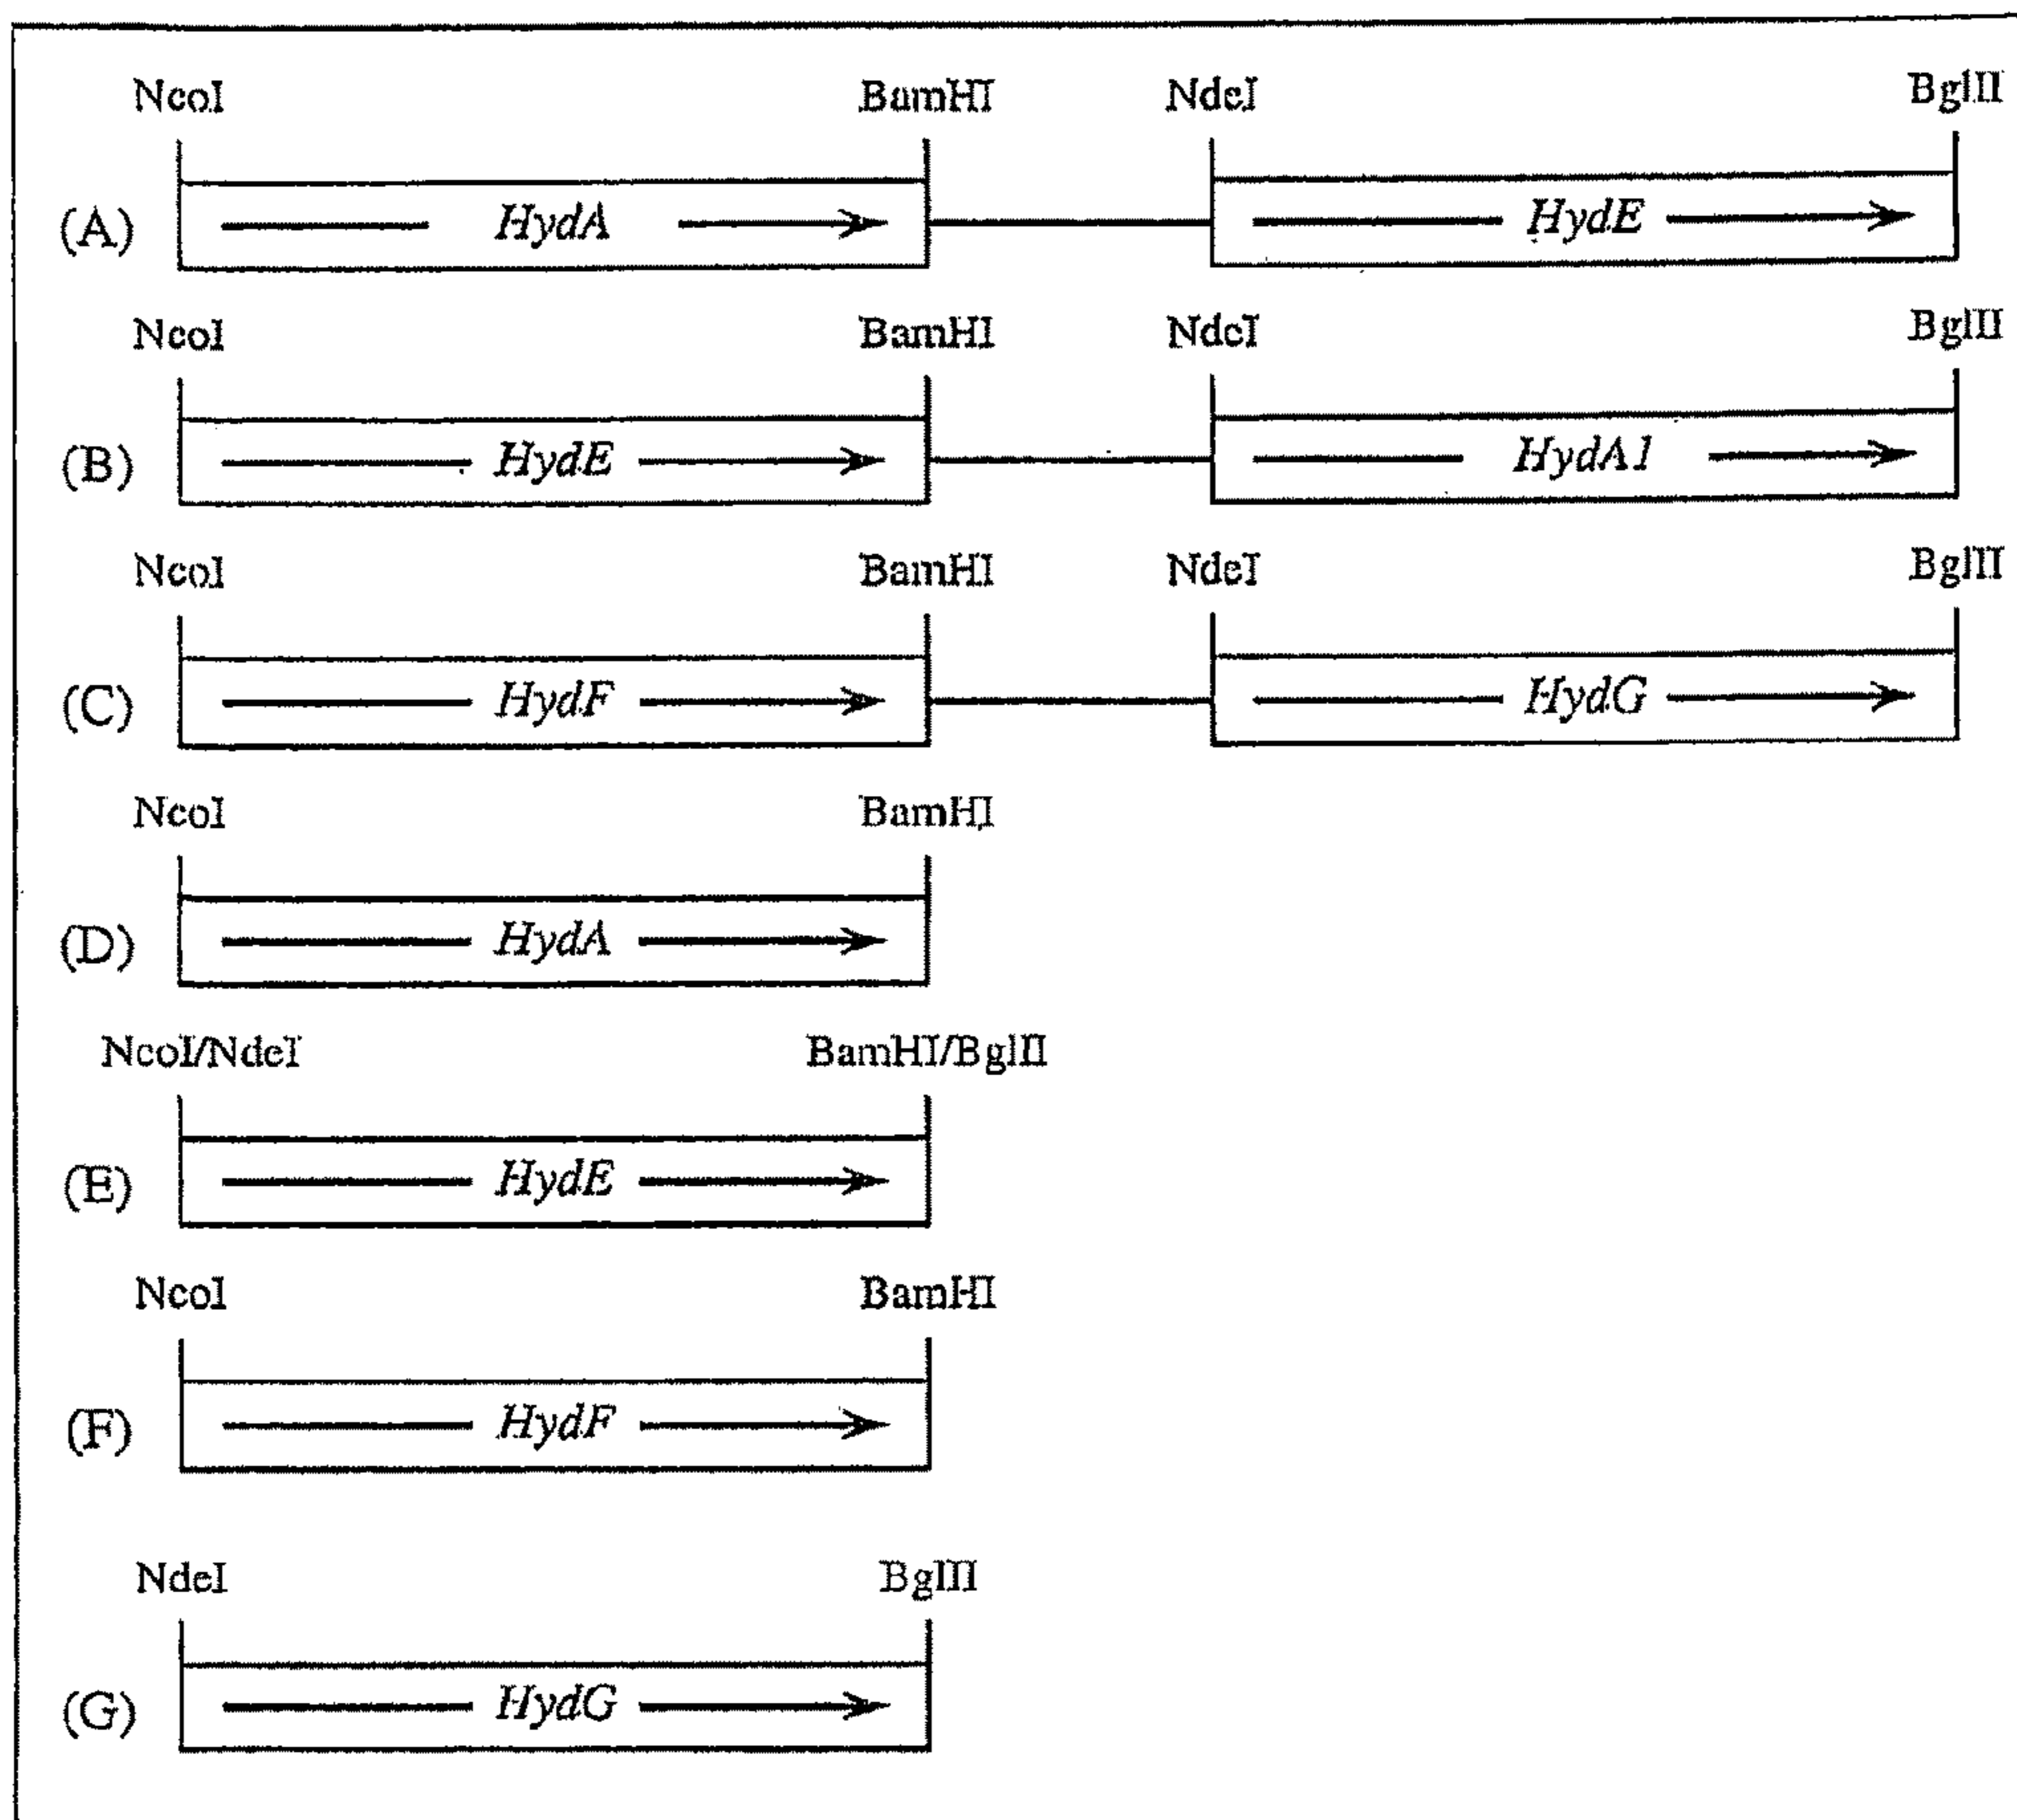 NcoI BamHI NdeI BglII
(A) HydA HydE
NcoI BamHI NdeI BglII
(B) HydE HydA1
NcoI BamHI NdeI BglII
(C) HydF HydG
NcoI BamHI
(D) HydA
NcoI/NdeI BamHI/BglII
(E) HydE
NcoI BamHI
(F) HydF
NdeI BglII
(G) HydG